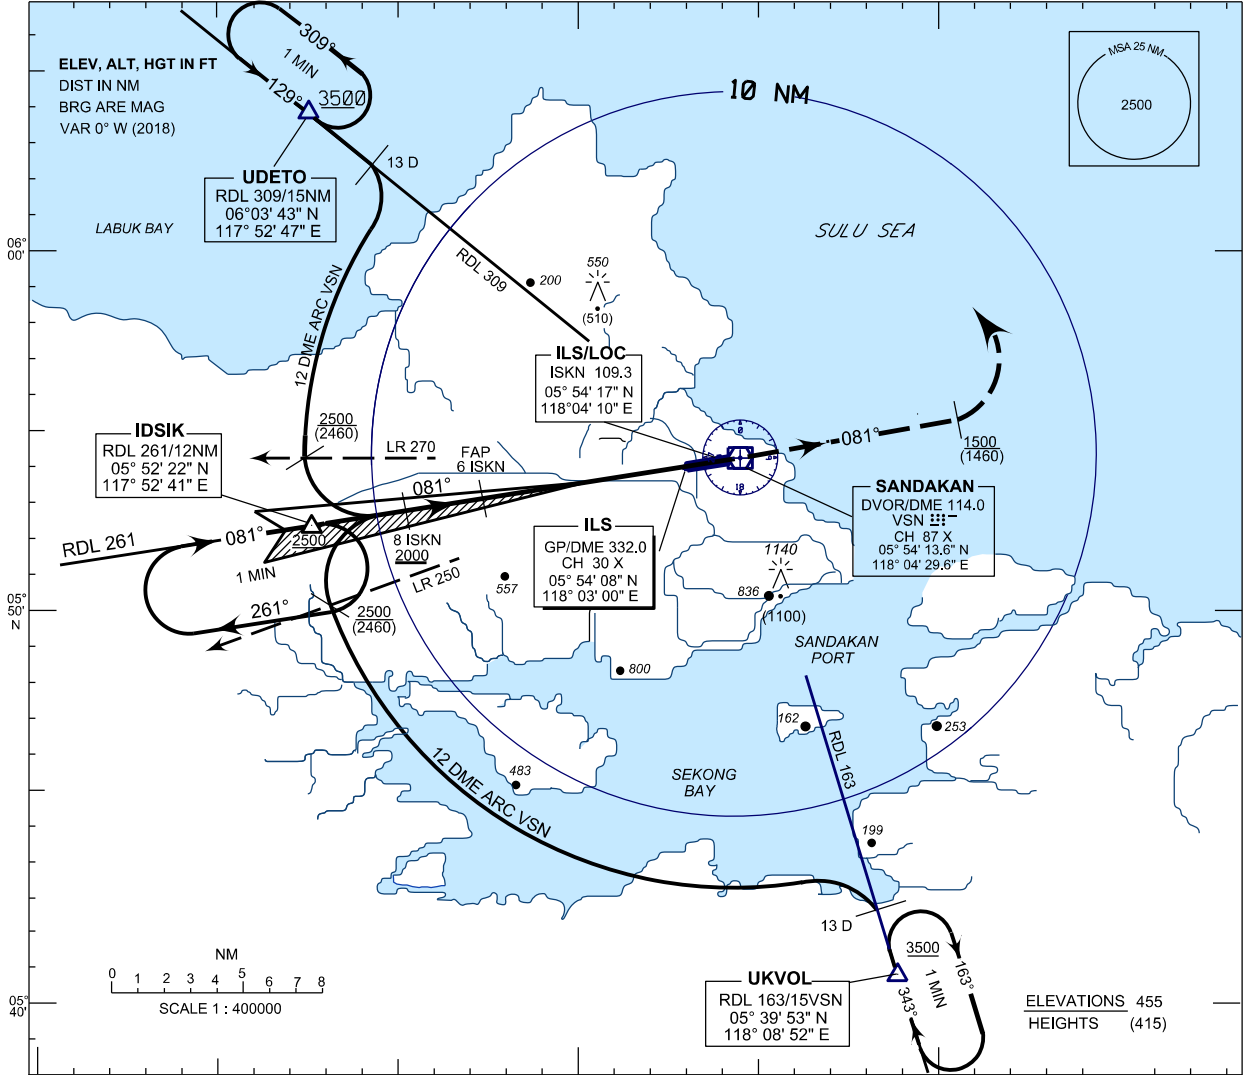 ELEV, ALT, HGT IN FT
DIST IN NM
BRG ARE MAG
VAR 0° W (2018)
309°
1 MIN
129°
3500
10 NM
MSA 25 NM
2500
UDETO
RDL 309/15NM
06°03' 43" N
117° 52' 47" E
13 D
LABUK BAY
SULU SEA
06°
00'
RDL 309
200
550
(510)
12 DME ARC VSN
ILS/LOC
ISKN 109.3
05° 54' 17" N
118°04' 10" E
IDSIK
RDL 261/12NM
05° 52' 22" N
117° 52' 41" E
2500
(2460)
LR 270
FAP
6 ISKN
081°
081°
1500
(1460)
0
18
SANDAKAN
DVOR/DME 114.0
VSN
CH 87 X
05° 54' 13.6" N
118° 04' 29.6" E
RDL 261
081°
2500
8 ISKN
2000
ILS
GP/DME 332.0
CH 30 X
05° 54' 08" N
118° 03' 00" E
1 MIN
261°
LR 250
2500
(2460)
557
1140
836
(1100)
05°
50'
N
SANDAKAN
PORT
800
162
253
RDL 163
12 DME ARC VSN
483
SEKONG
BAY
199
13 D
3500
1 MIN
163°
343°
UKVOL
RDL 163/15VSN
05° 39' 53" N
118° 08' 52" E
NM
0 1 2 3 4 5 6 7 8
SCALE 1 : 400000
05°
40'
ELEVATIONS 455
HEIGHTS (415)